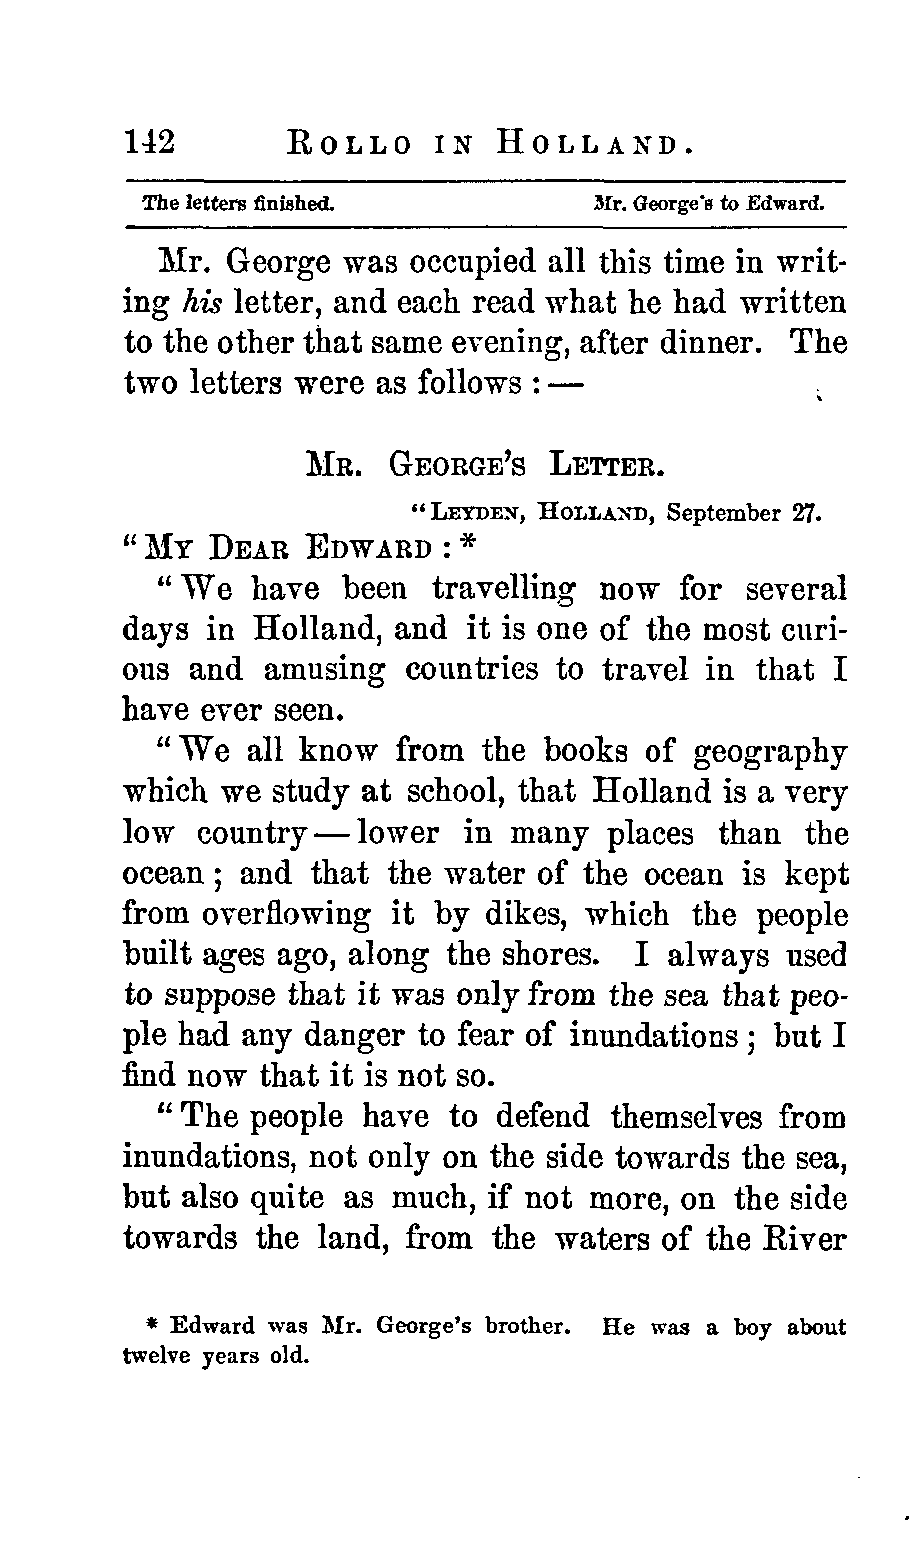 142 ROLLO IN HOLLAND.
The letters finished. Mr. George's to Edward.
Mr. George was occupied all this time in writ-
ing his letter, and each read what he had written
to the other that same evening, after dinner. The
two letters were as follows : —
MR. GEORGE'S LETTER.
"LEYDEN, HOLLAND, September 27.
"MY DEAR EDWARD : *
"We have been travelling now for several
days in Holland, and it is one of the most curi-
ous and amusing countries to travel in that I
have ever seen.
"We all know from the books of geography
which we study at school, that Holland is a very
low country — lower in many places than the
ocean ; and that the water of the ocean is kept
from overflowing it by dikes, which the people
built ages ago, along the shores. I always used
to suppose that it was only from the sea that peo-
ple had any danger to fear of inundations ; but I
find now that it is not so.
"The people have to defend themselves from
inundations, not only on the side towards the sea,
but also quite as much, if not more, on the side
towards the land, from the waters of the River
* Edward was Mr. George's brother. He was a boy about
twelve years old.